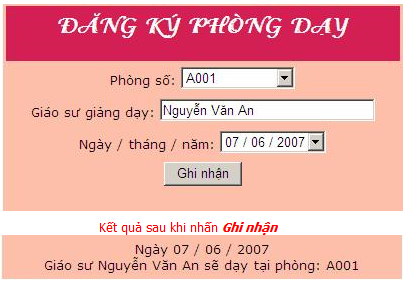 ĐĂNG KÝ PHÒNG DẠY
Phòng số: A001
Giáo sư giảng dạy: Nguyễn Văn An
Ngày / tháng / năm: 07 / 06 / 2007
Ghi nhận
Kết quả sau khi nhấn Ghi nhận
Ngày 07 / 06 / 2007
Giáo sư Nguyễn Văn An sẽ dạy tại phòng: A001